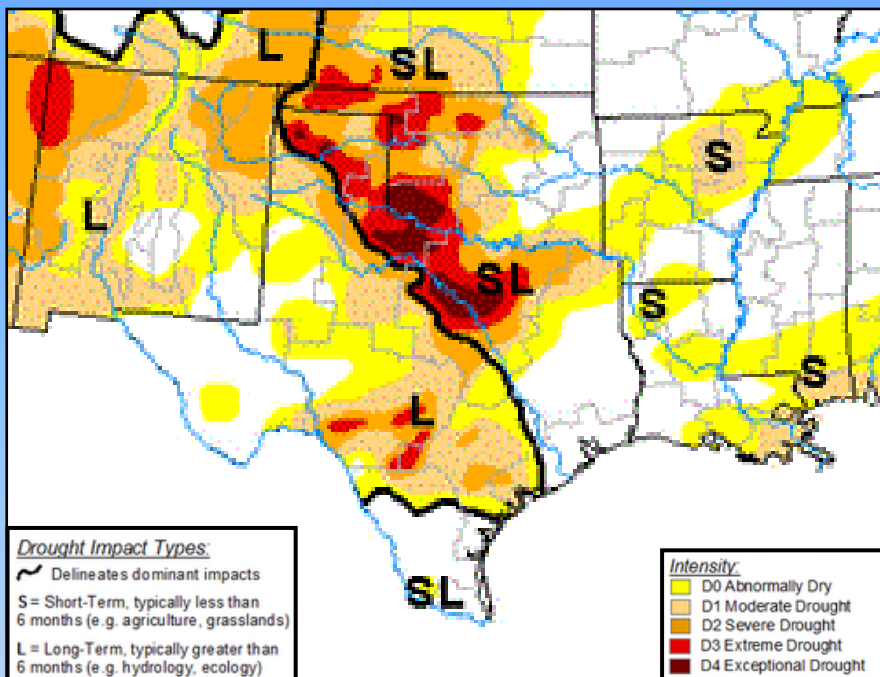 L
SL
S
L
SL
S
S
L
SL
Drought Impact Types:
Delineates dominant impacts
S = Short-Term, typically less than
6 months (e.g. agriculture, grasslands)
L = Long-Term, typically greater than
6 months (e.g. hydrology, ecology)
Intensity:
D0 Abnormally Dry
D1 Moderate Drought
D2 Severe Drought
D3 Extreme Drought
D4 Exceptional Drought